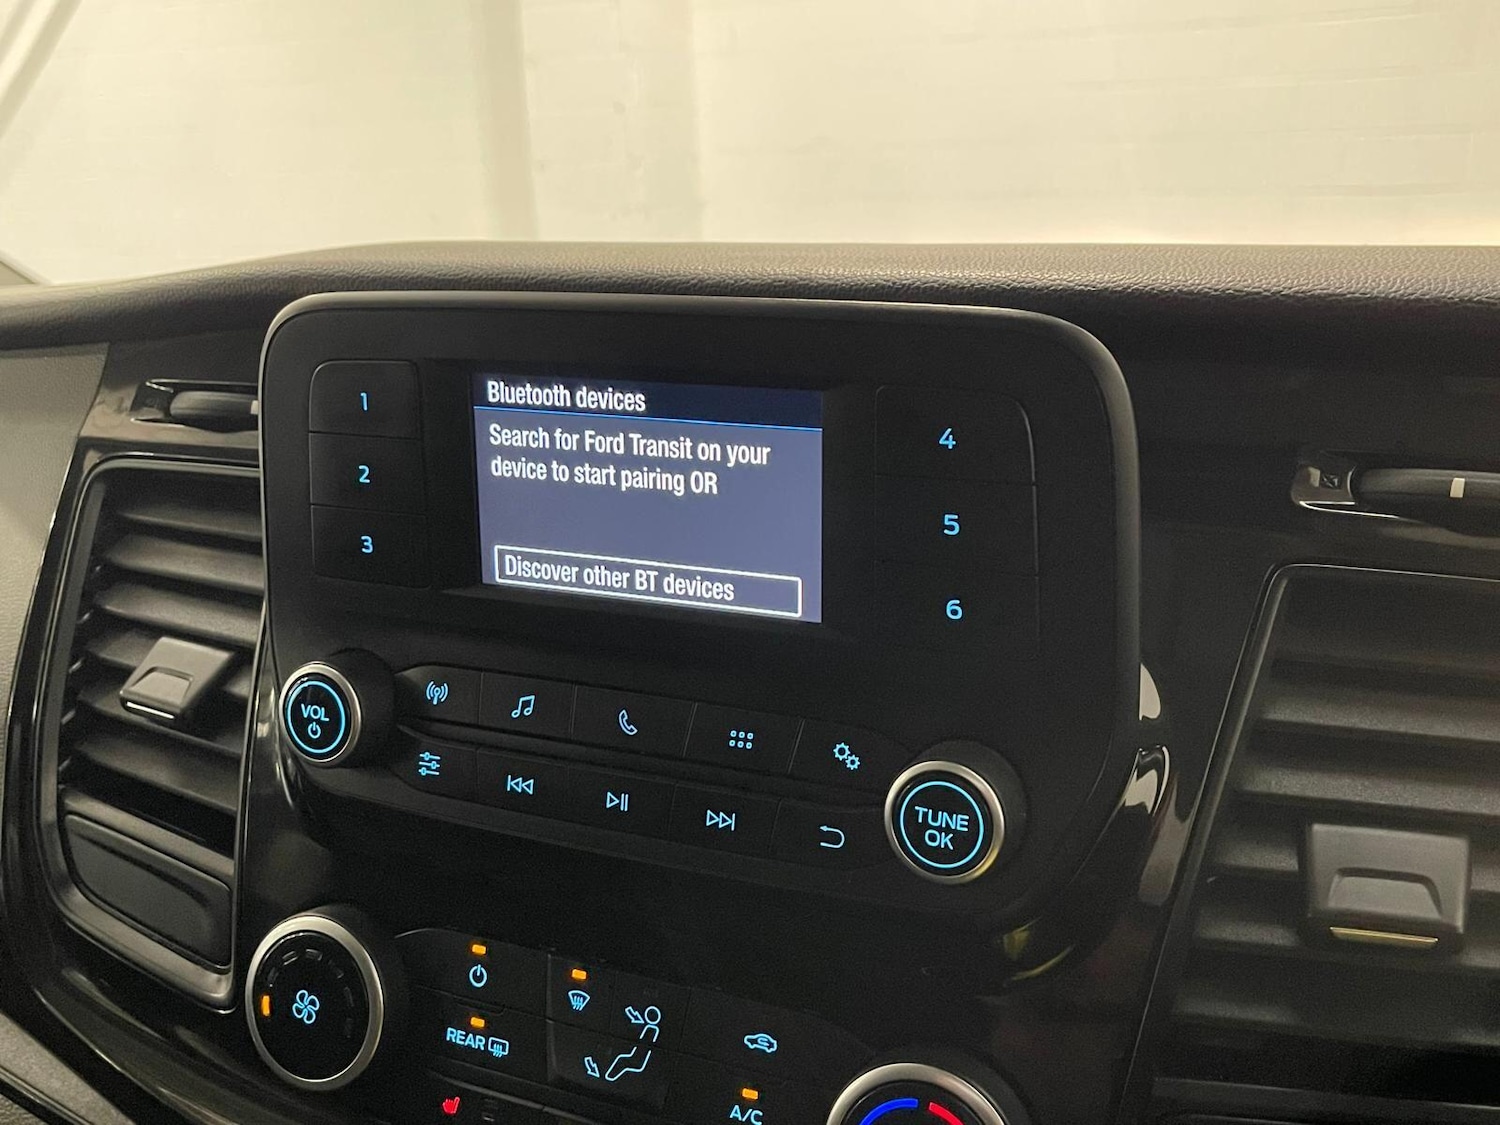 Bluetooth devices
Search for Ford Transit on your
device to start pairing OR
Discover other BT devices
1
2
3
4
5
6
VOL
TUNE
OK
REAR
A/C